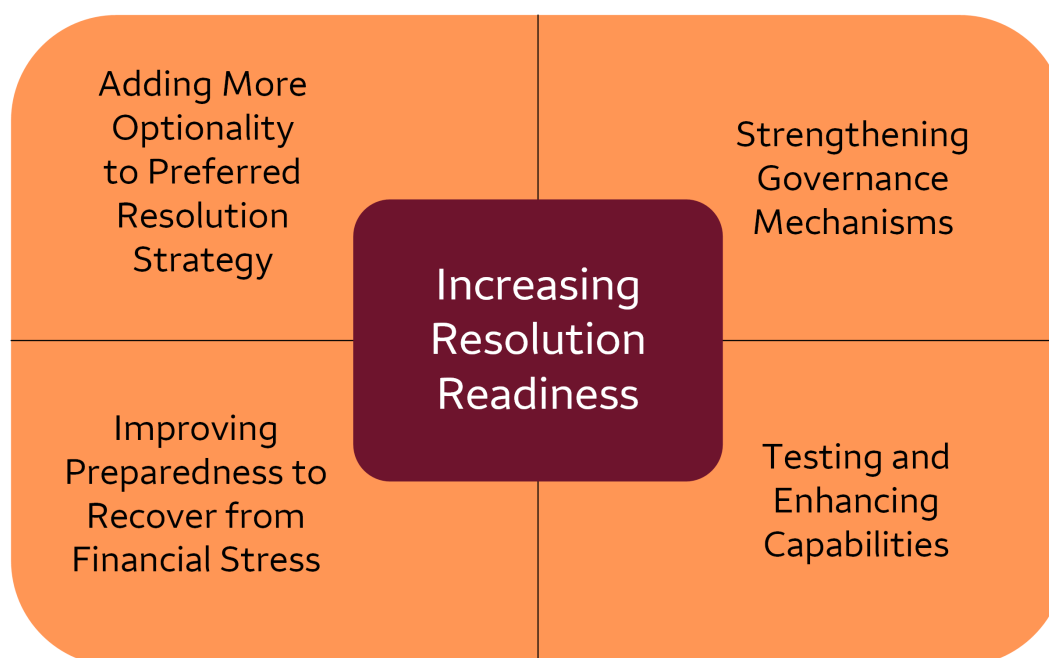 Adding More
Optionality
to Preferred
Resolution
Strategy
Strengthening
Governance
Mechanisms
Increasing
Resolution
Readiness
Improving
Preparedness to
Recover from
Financial Stress
Testing and
Enhancing
Capabilities